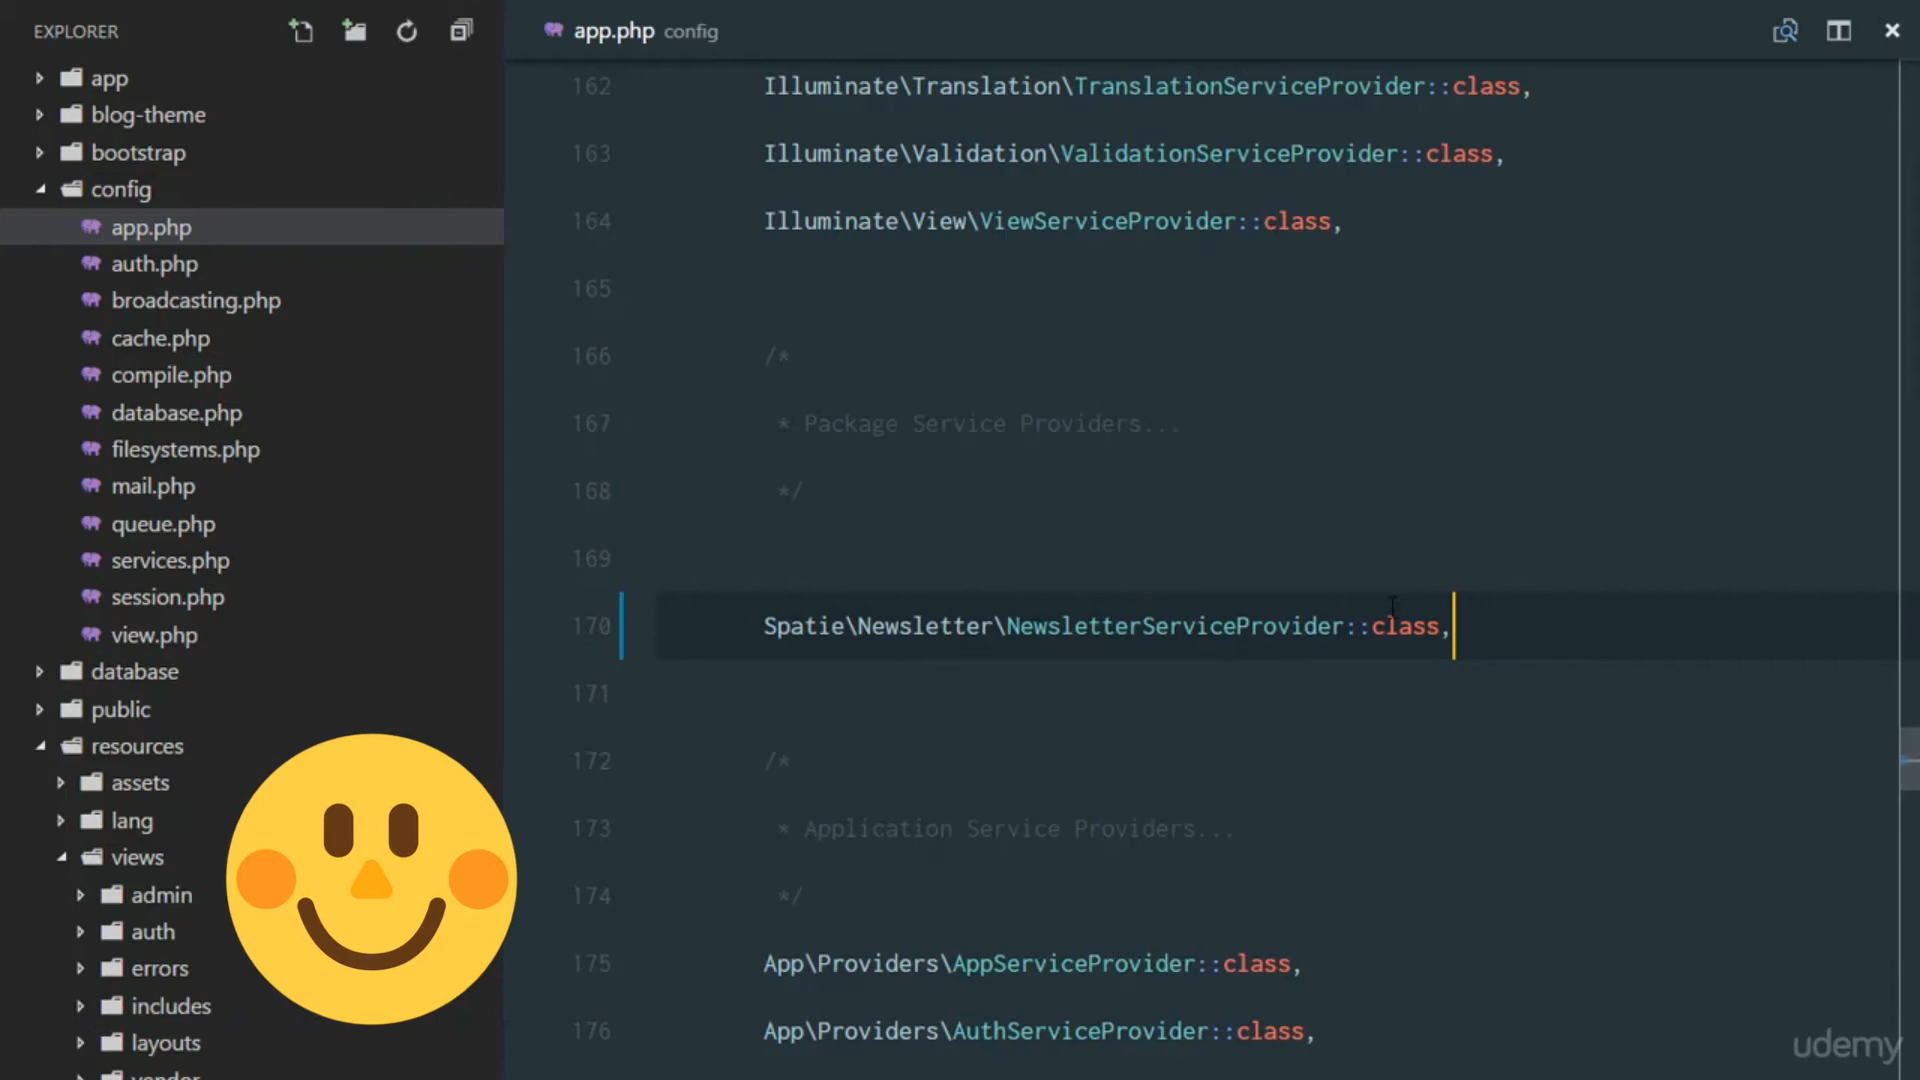 EXPLORER
app
blog-theme
bootstrap
config
app.php
auth.php
broadcasting.php
cache.php
compile.php
database.php
filesystems.php
mail.php
queue.php
services.php
session.php
view.php
database
public
resources
assets
lang
views
admin
auth
errors
includes
layouts
vendor
app.php config
162 Illuminate\Translation\TranslationServiceProvider::class,
163 Illuminate\Validation\ValidationServiceProvider::class,
164 Illuminate\View\ViewServiceProvider::class,
165
166 /*
167 * Package Service Providers...
168 */
169
170 Spatie\Newsletter\NewsletterServiceProvider::class,
171
172 /*
173 * Application Service Providers...
174 */
175 App\Providers\AppServiceProvider::class,
176 App\Providers\AuthServiceProvider::class,
udemy